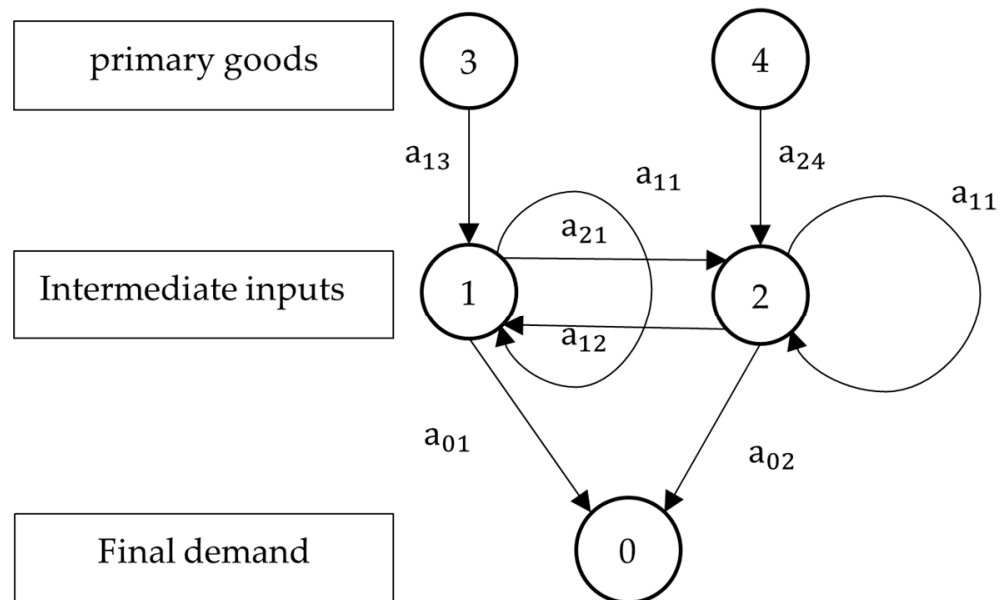 primary goods
3
4
a₁₃
a₂₄
a₁₁
a₁₁
a₂₁
Intermediate inputs
1
2
a₁₂
a₀₁
a₀₂
Final demand
0